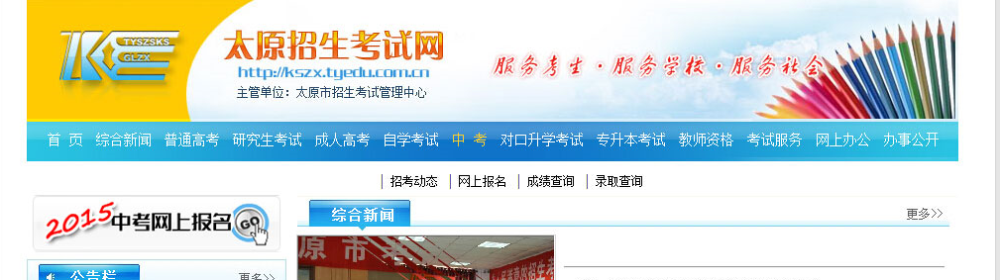 TYSZSKS
GLZX
太原招生考试网
http://kszx.tyedu.com.cn
主管单位：太原市招生考试管理中心
服务考生·服务学校·服务社会
首 页 综合新闻 普通高考 研究生考试 成人高考 自学考试 中 考 对口升学考试 专升本考试 教师资格 考试服务 网上办公 办事公开
招考动态 网上报名 成绩查询 录取查询
2015中考网上报名 GO
综合新闻 更多>>
公告栏 更多>>
原市考
的招生考